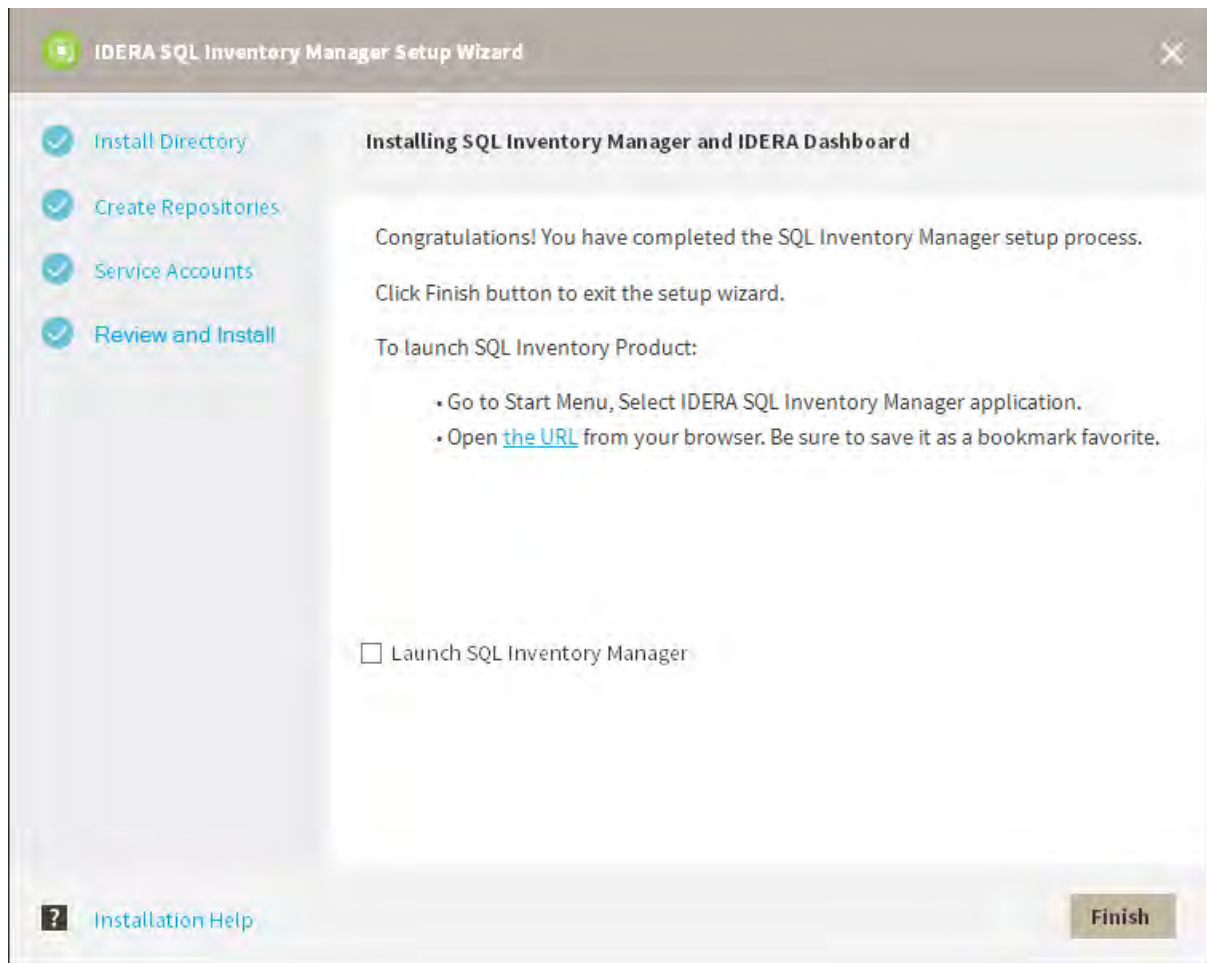 IDERA SQL Inventory Manager Setup Wizard
Install Directory
Create Repositories
Service Accounts
Review and Install
Installing SQL Inventory Manager and IDERA Dashboard
Congratulations! You have completed the SQL Inventory Manager setup process.
Click Finish button to exit the setup wizard.
To launch SQL Inventory Product:
• Go to Start Menu, Select IDERA SQL Inventory Manager application.
• Open the URL from your browser. Be sure to save it as a bookmark favorite.
Launch SQL Inventory Manager
? Installation Help
Finish